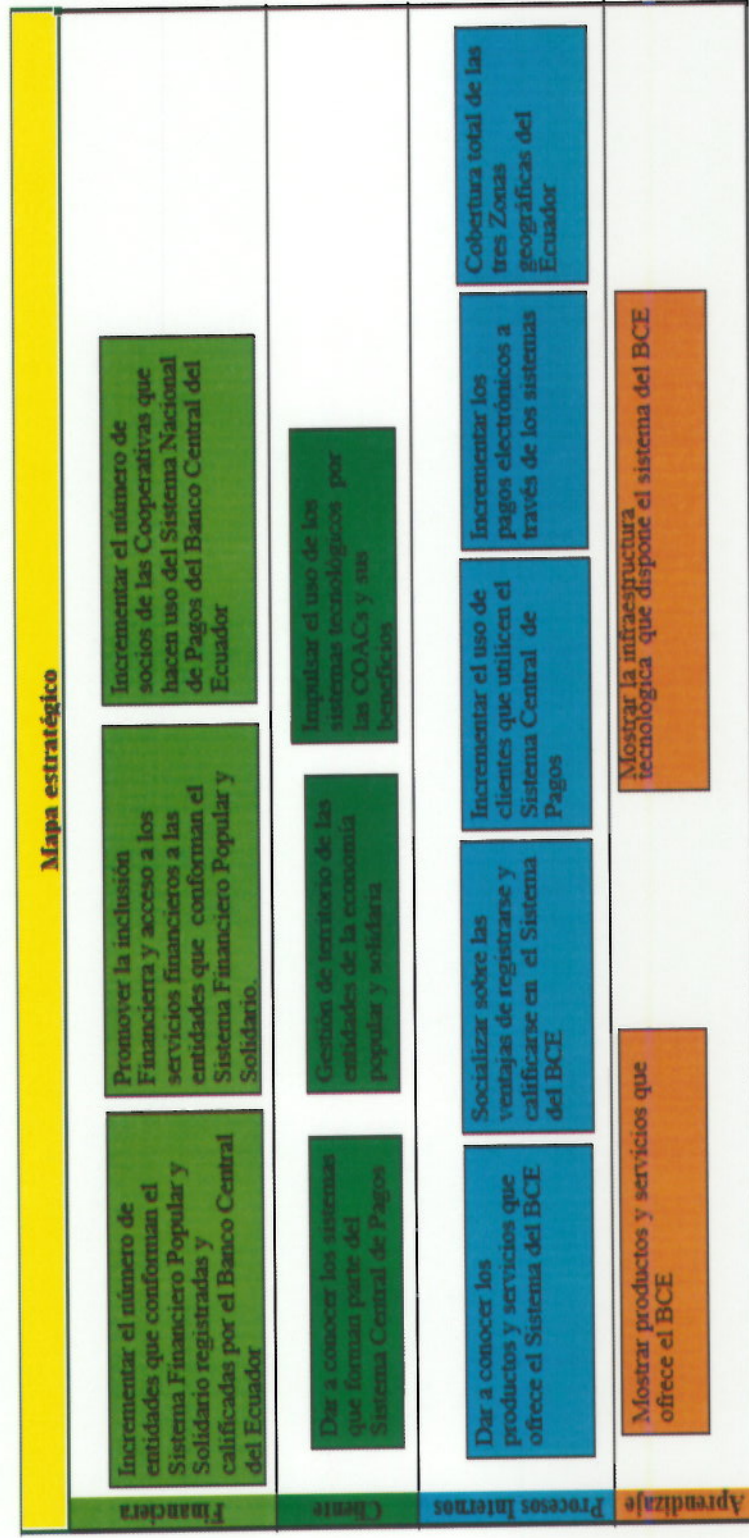 Mapa estratégico
Financiera
Incrementar el número de
entidades que conforman el
Sistema Financiero Popular y
Solidario registradas y
calificadas por el Banco Central
del Ecuador
Promover la inclusión
Financierra y acceso a los
servicios financieros a las
entidades que conforman el
Sistema Financiero Popular y
Solidario.
Incrementar el número de
socios de las Cooperativas que
hacen uso del Sistema Nacional
de Pagos del Banco Central del
Ecuador
Cliente
Dar a conocer los sistemas
que forman parte del
Sistema Central de Pagos
Gestión de territorio de las
entidades de la economía
popular y solidaria
Impulsar el uso de los
sistemas tecnológicos por
las COACs y sus
beneficios
Procesos Internos
Dar a conocer los
productos y servicios que
ofrece el Sistema del BCE
Socializar sobre las
ventajas de registrarse y
calificarse en el Sistema
del BCE
Incrementar el uso de
clientes que utilicen el
Sistema Central de
Pagos
Incrementar los
pagos electrónicos a
través de los sistemas
Cobertura total de las
tres Zonas
geográficas del
Ecuador
Aprendizaje
Mostrar productos y servicios que
ofrece el BCE
Mostrar la infraestructura
tecnológica que dispone el sistema del BCE